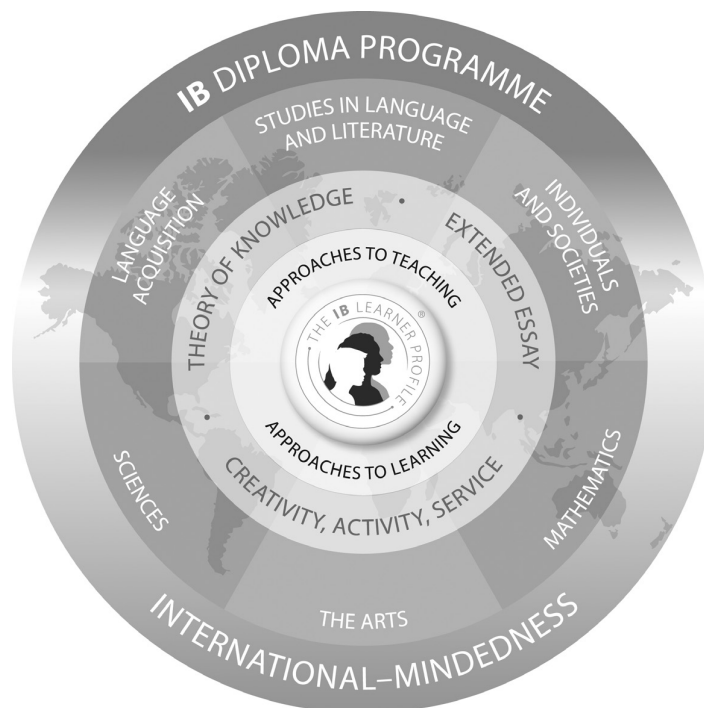 IB DIPLOMA PROGRAMME
STUDIES IN LANGUAGE
AND LITERATURE
LANGUAGE
ACQUISITION
INDIVIDUALS
AND SOCIETIES
THEORY OF KNOWLEDGE
EXTENDED ESSAY
APPROACHES TO TEACHING
THE IB LEARNER PROFILE ®
APPROACHES TO LEARNING
CREATIVITY, ACTIVITY, SERVICE
SCIENCES
MATHEMATICS
THE ARTS
INTERNATIONAL–MINDEDNESS